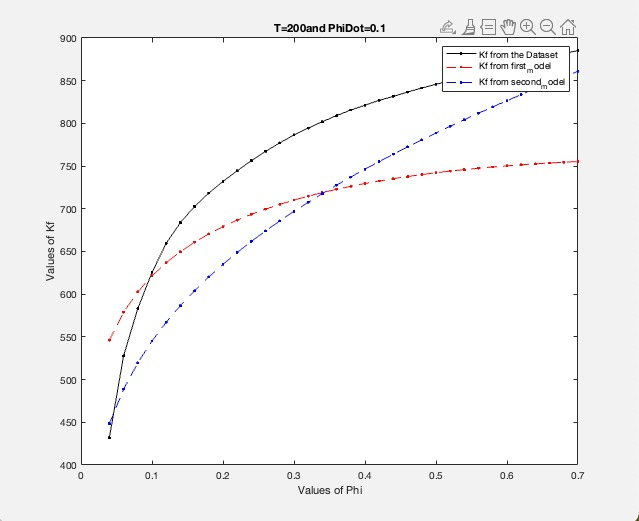 T=200and PhiDot=0.1
Kf from the Dataset
Kf from first_model
Kf from second_model
900
850
800
750
700
650
600
550
500
450
400
Values of Kf
0 0.1 0.2 0.3 0.4 0.5 0.6 0.7
Values of Phi